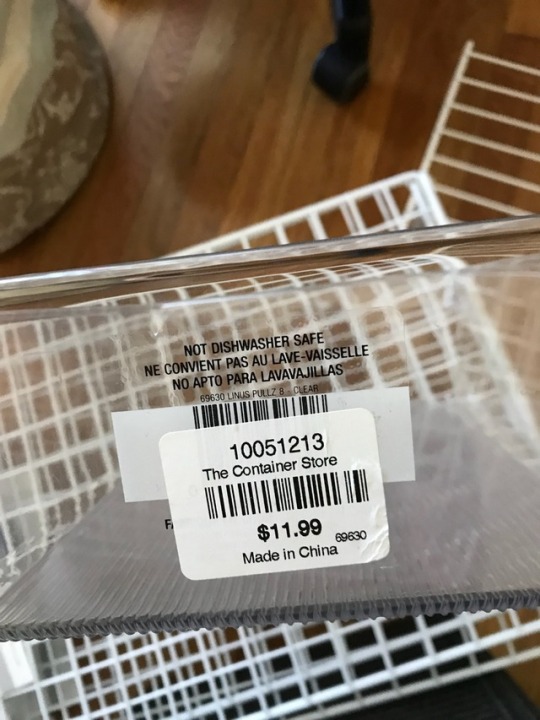 NOT DISHWASHER SAFE
NE CONVIENT PAS AU LAVE-VAISSELLE
NO APTO PARA LAVAVAJILLAS
69630 LINUS PULLZ 8 - CLEAR
10051213
The Container Store
$11.99 69630
Made in China